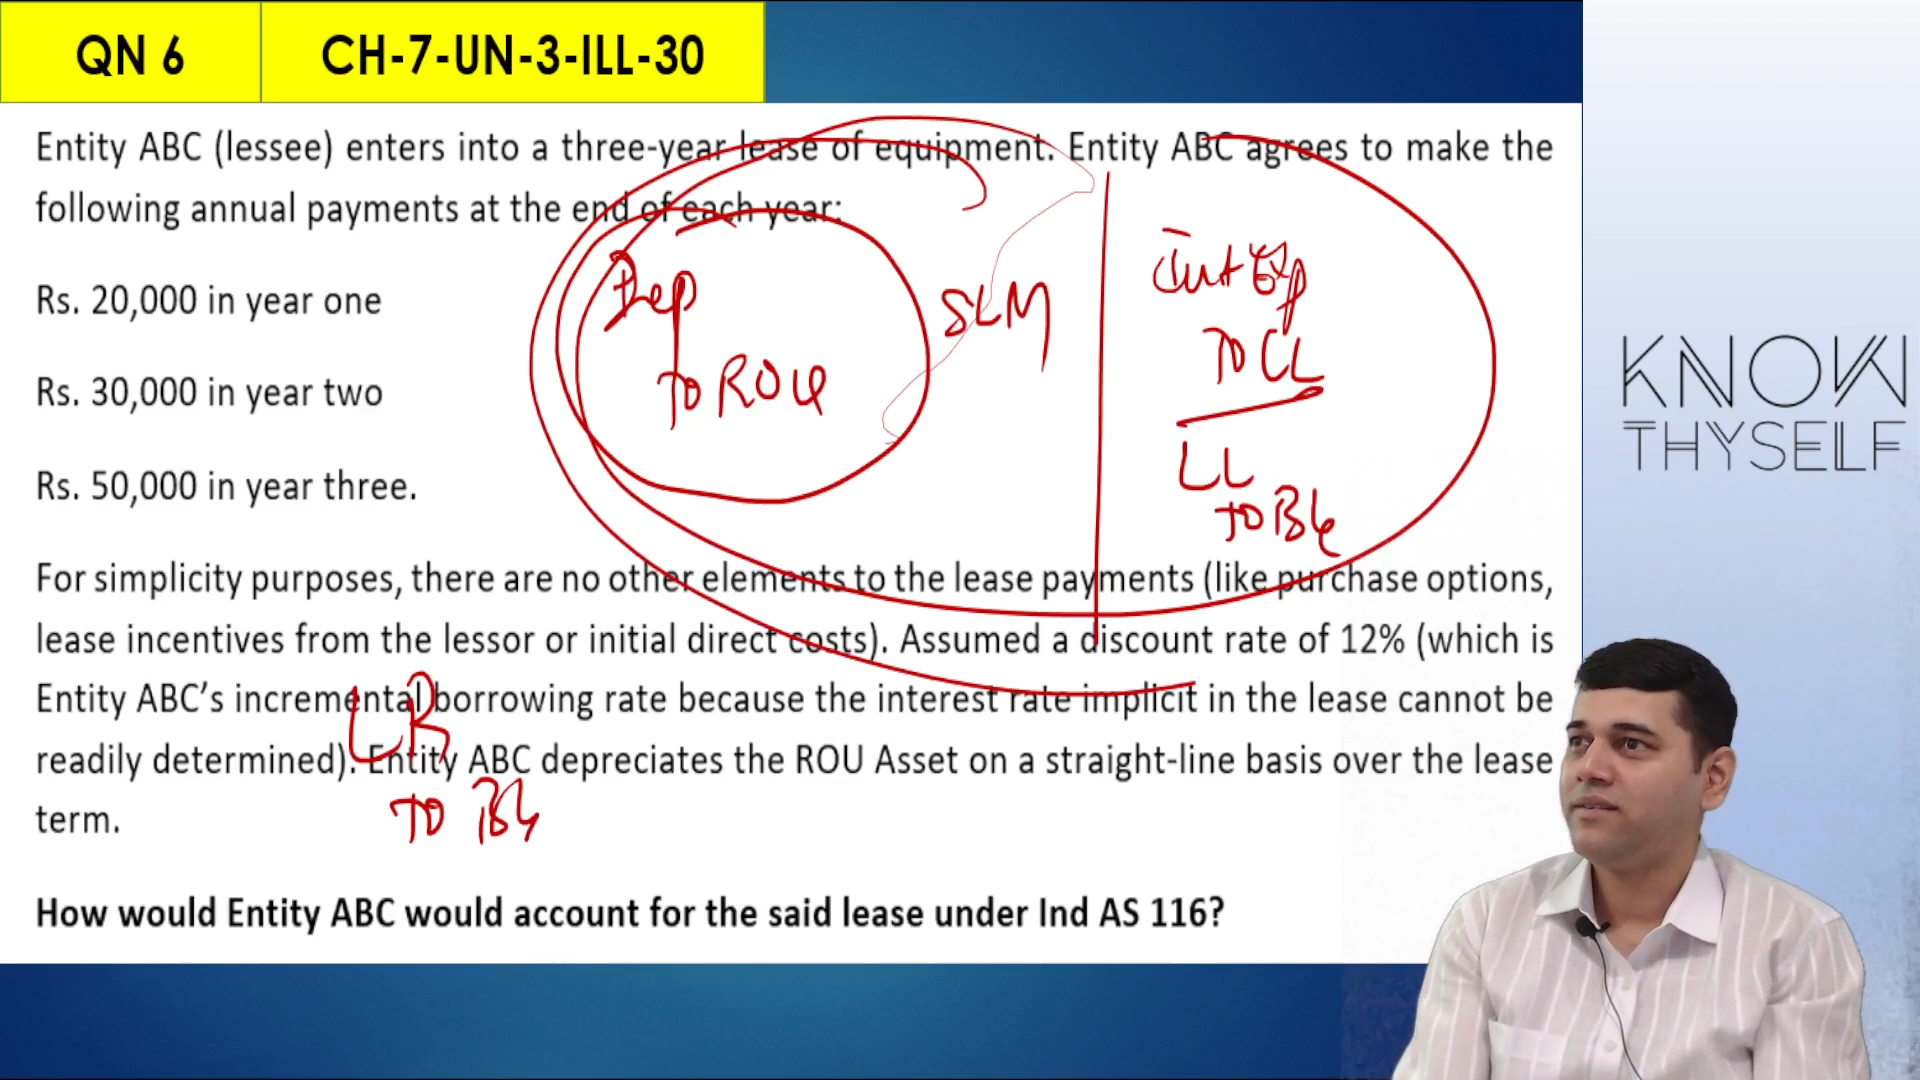 QN 6
CH-7-UN-3-ILL-30
Entity ABC (lessee) enters into a three-year lease of equipment. Entity ABC agrees to make the
following annual payments at the end of each year:
Rs. 20,000 in year one
Rs. 30,000 in year two
Rs. 50,000 in year three.
For simplicity purposes, there are no other elements to the lease payments (like purchase options,
lease incentives from the lessor or initial direct costs). Assumed a discount rate of 12% (which is
Entity ABC’s incremental borrowing rate because the interest rate implicit in the lease cannot be
readily determined). Entity ABC depreciates the ROU Asset on a straight-line basis over the lease
term.
How would Entity ABC would account for the said lease under Ind AS 116?
Dep
To ROU
SLM
Int Exp
To LL
LL
To Bk
LR
To Bk
KNOW
THYSELF